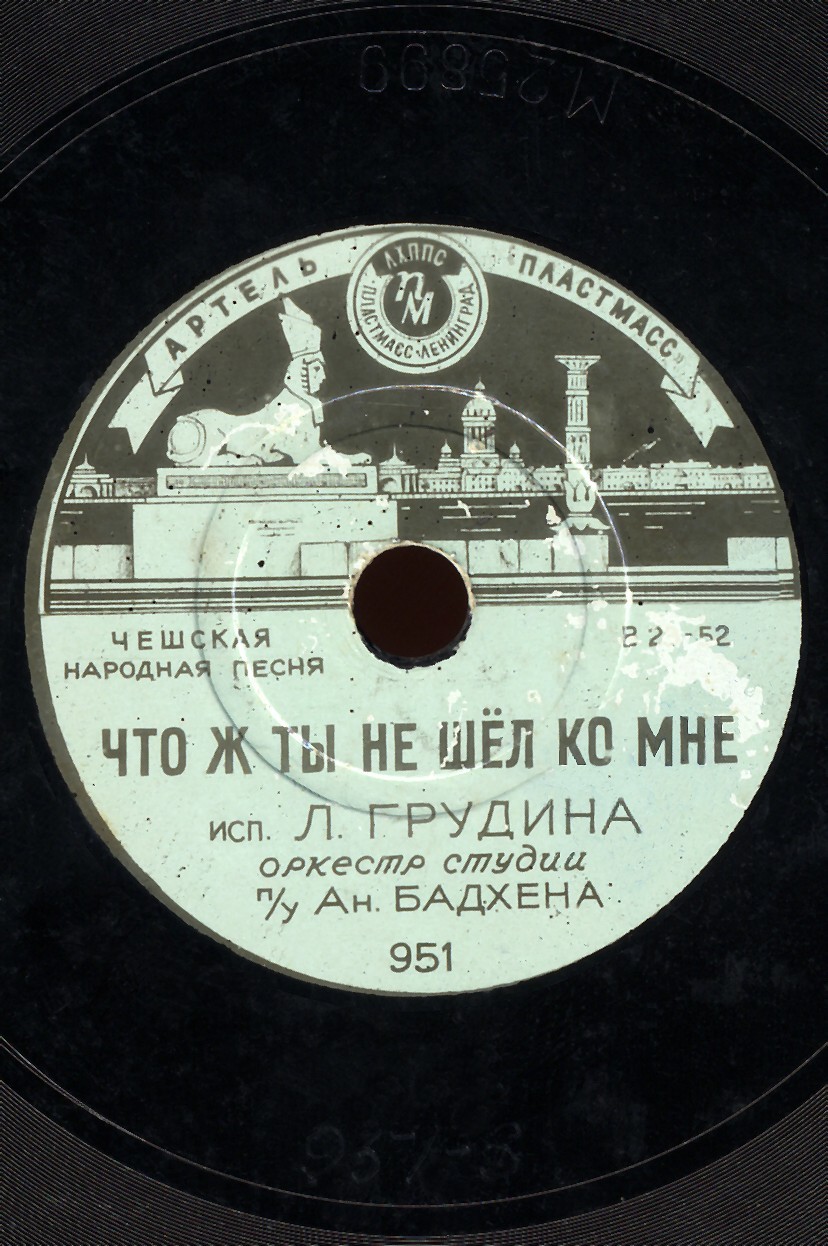 М25899
АРТЕЛЬ "ПЛАСТМАСС"
ЛХППС
ПМ
ПЛАСТМАСС·ЛЕНИНГРАД
ЧЕШСКАЯ
НАРОДНАЯ ПЕСНЯ
ЧТО Ж ТЫ НЕ ШЁЛ КО МНЕ
исп. Л. ГРУДИНА
оркестр студии
п/у Ан. БАДХЕНА
951